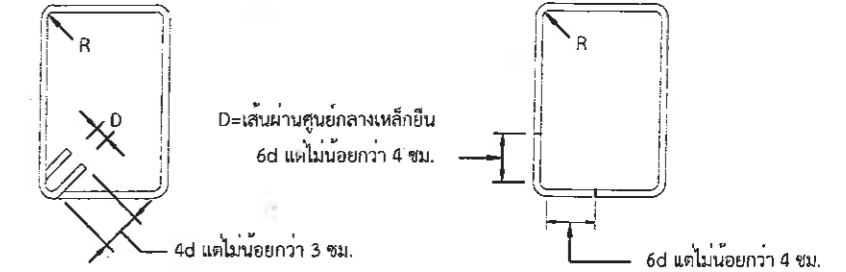 R
R
D
D=เส้นผ่านศูนย์กลางเหล็กยืน
6d แต่ไม่น้อยกว่า 4 ซม.
4d แต่ไม่น้อยกว่า 3 ซม.
6d แต่ไม่น้อยกว่า 4 ซม.